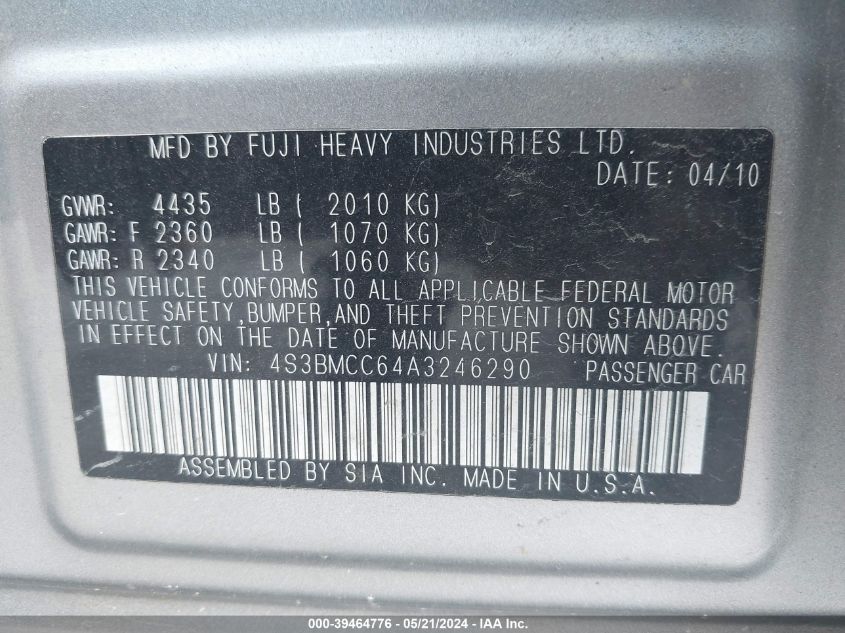 MFD BY FUJI HEAVY INDUSTRIES LTD.
DATE: 04/10
GVWR: 4435 LB ( 2010 KG)
GAWR: F 2360 LB ( 1070 KG)
GAWR: R 2340 LB ( 1060 KG)
THIS VEHICLE CONFORMS TO ALL APPLICABLE FEDERAL MOTOR
VEHICLE SAFETY,BUMPER,AND THEFT PREVENTION STANDARDS
IN EFFECT ON THE DATE OF MANUFACTURE SHOWN ABOVE.
VIN: 4S3BMCC64A3246290 PASSENGER CAR
ASSEMBLED BY SIA INC. MADE IN U.S.A.
000-39464776 - 05/21/2024 - IAA Inc.